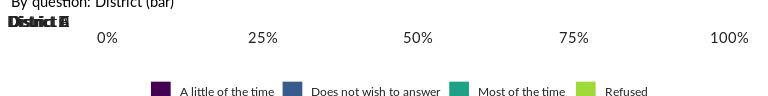 By question: District (bar)
District
0% 25% 50% 75% 100%
A little of the time Does not wish to answer Most of the time Refused